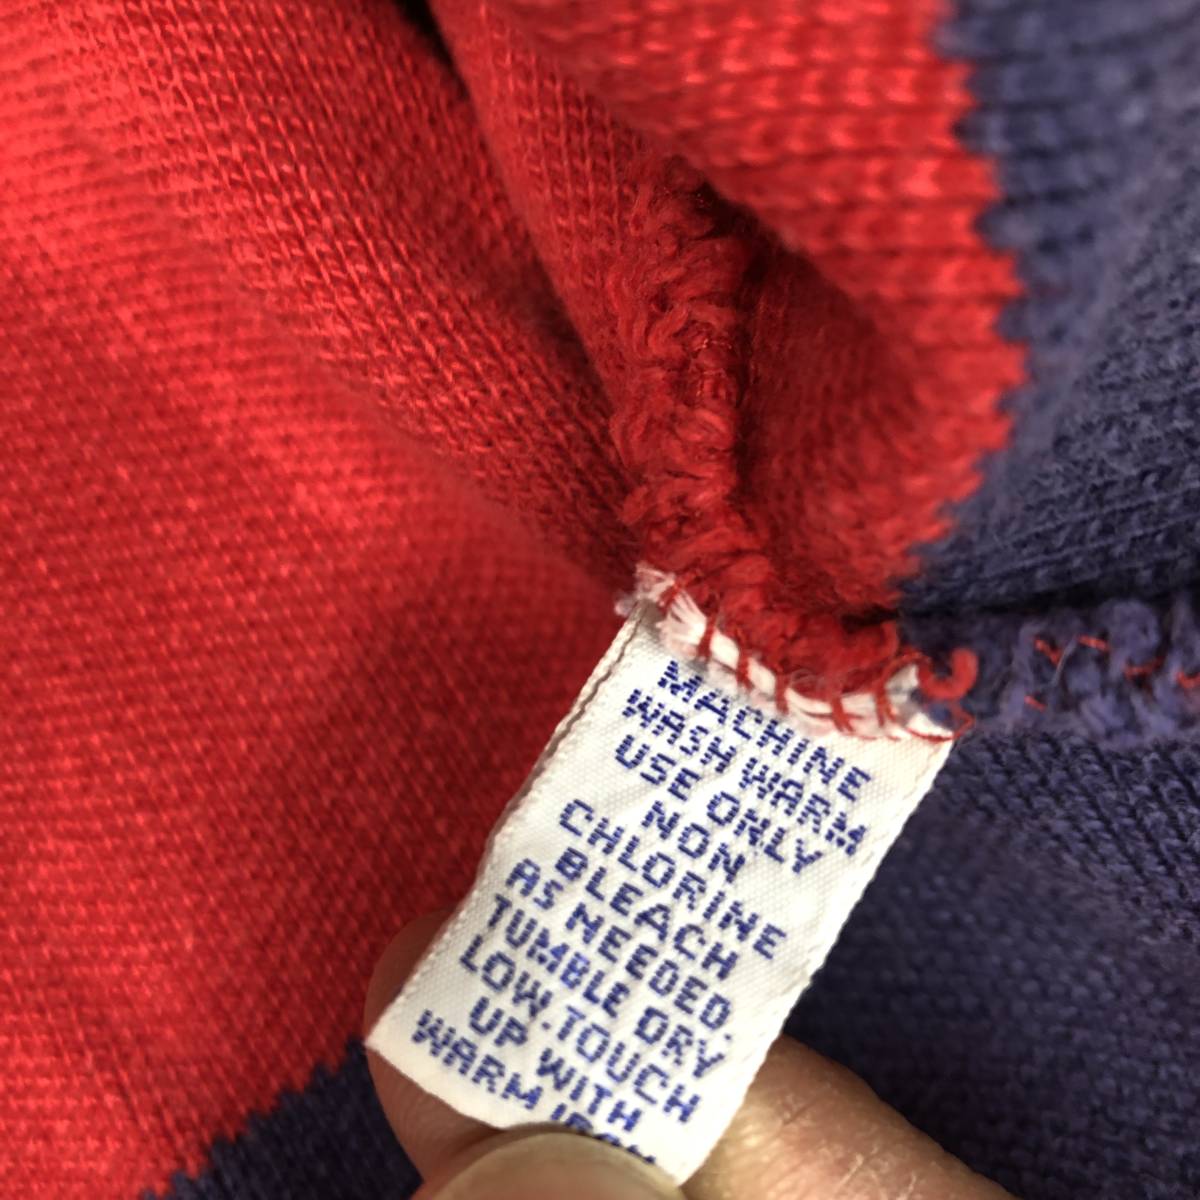 MACHINE
WASH WARM
USE ONLY
NON
CHLORINE
BLEACH
AS NEEDED.
TUMBLE DRY
LOW.TOUCH
UP WITH
WARM IRON